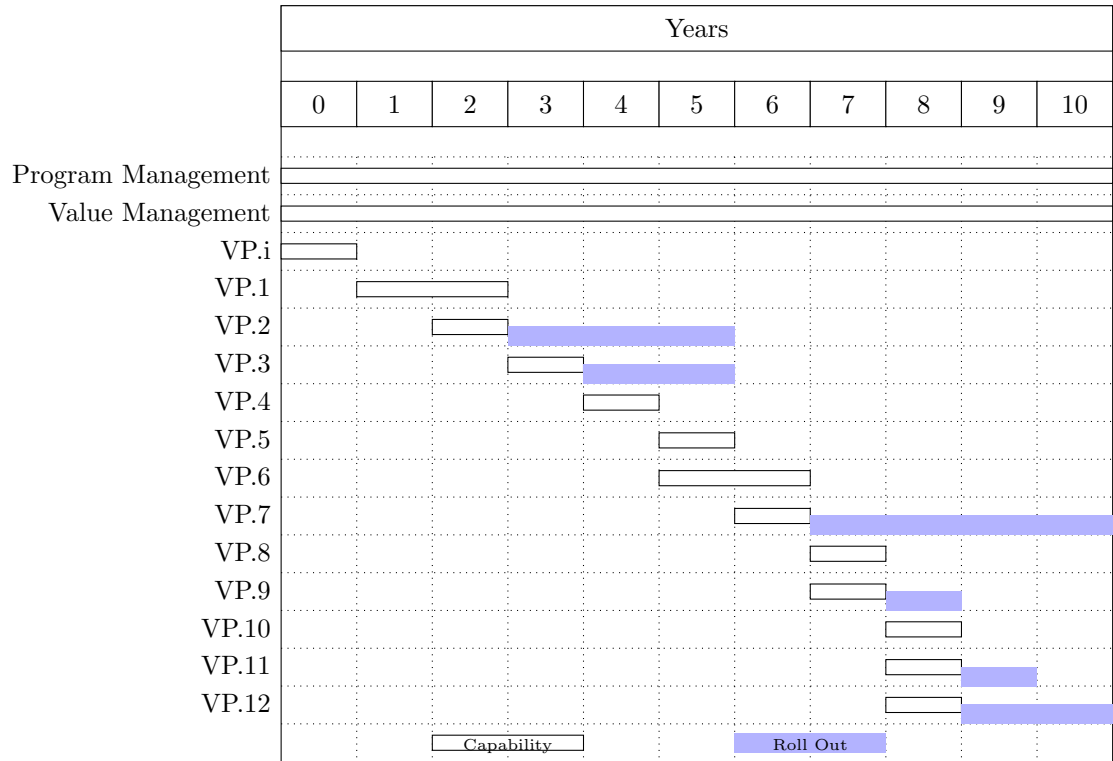 Years
0 1 2 3 4 5 6 7 8 9 10
Program Management
Value Management
VP.i
VP.1
VP.2
VP.3
VP.4
VP.5
VP.6
VP.7
VP.8
VP.9
VP.10
VP.11
VP.12
Capability Roll Out